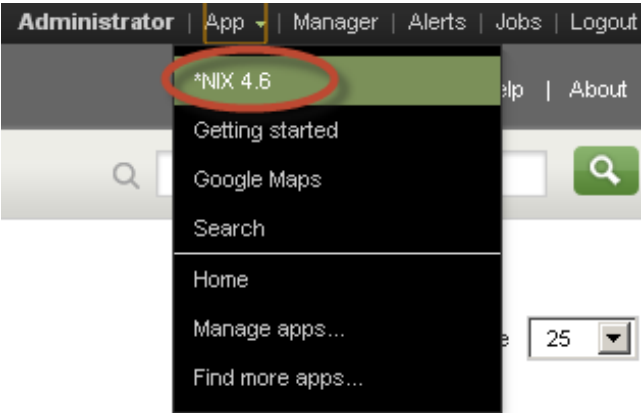 Administrator | App | Manager | Alerts | Jobs | Logout
*NIX 4.6
| About
Getting started
Google Maps
Search
Home
Manage apps...
25
Find more apps...